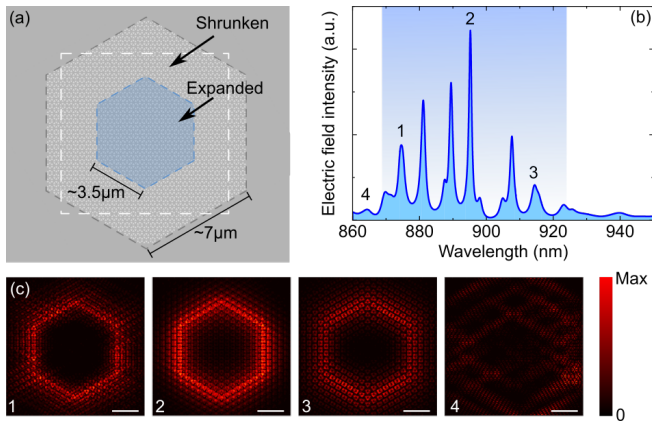 (a)
Shrunken
Expanded
~3.5μm
~7μm
(b)
Electric field intensity (a.u.)
1
2
3
4
860 880 900 920 940
Wavelength (nm)
(c)
1
2
3
4
Max
0